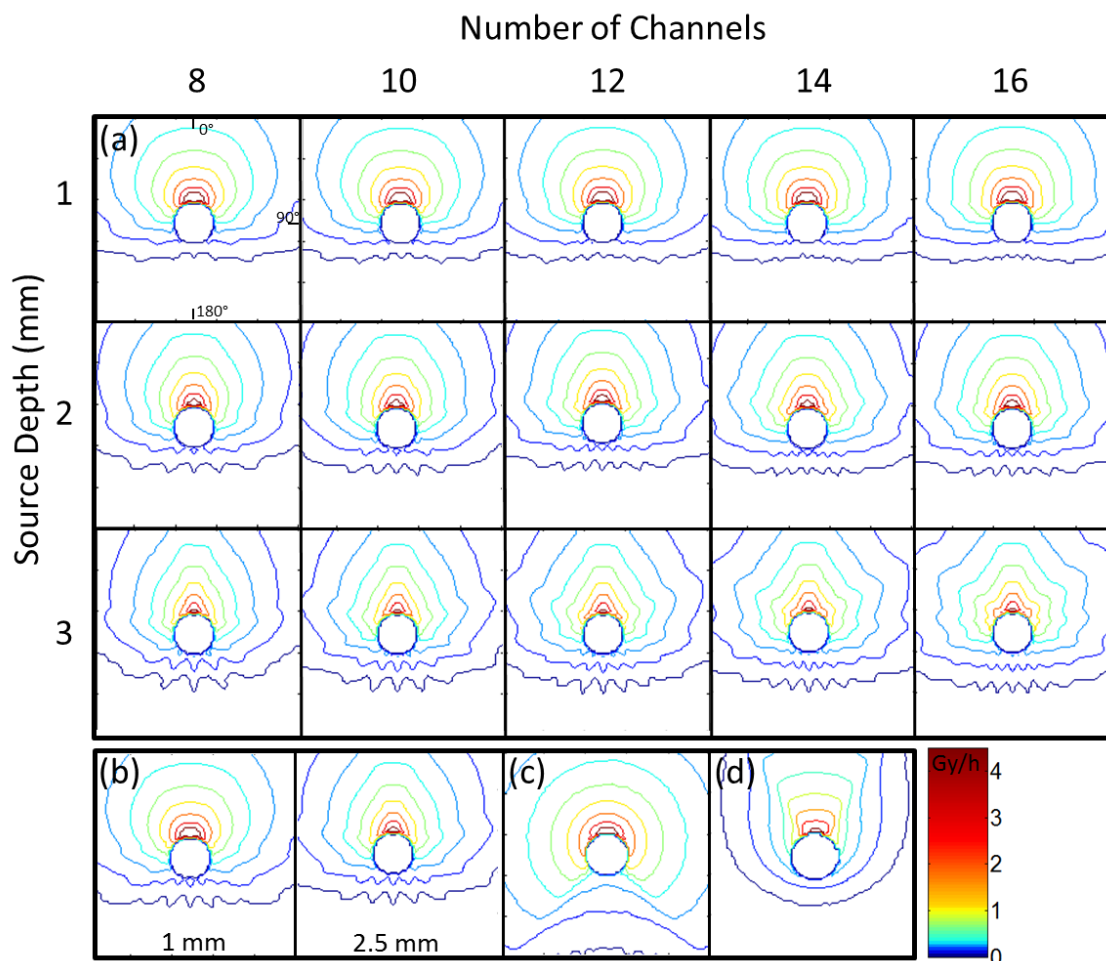 Number of Channels
8 10 12 14 16
Source Depth (mm)
(a)
0°
90°
180°
1
2
3
(b)
1 mm
2.5 mm
(c)
(d)
Gy/h
4
3
2
1
0